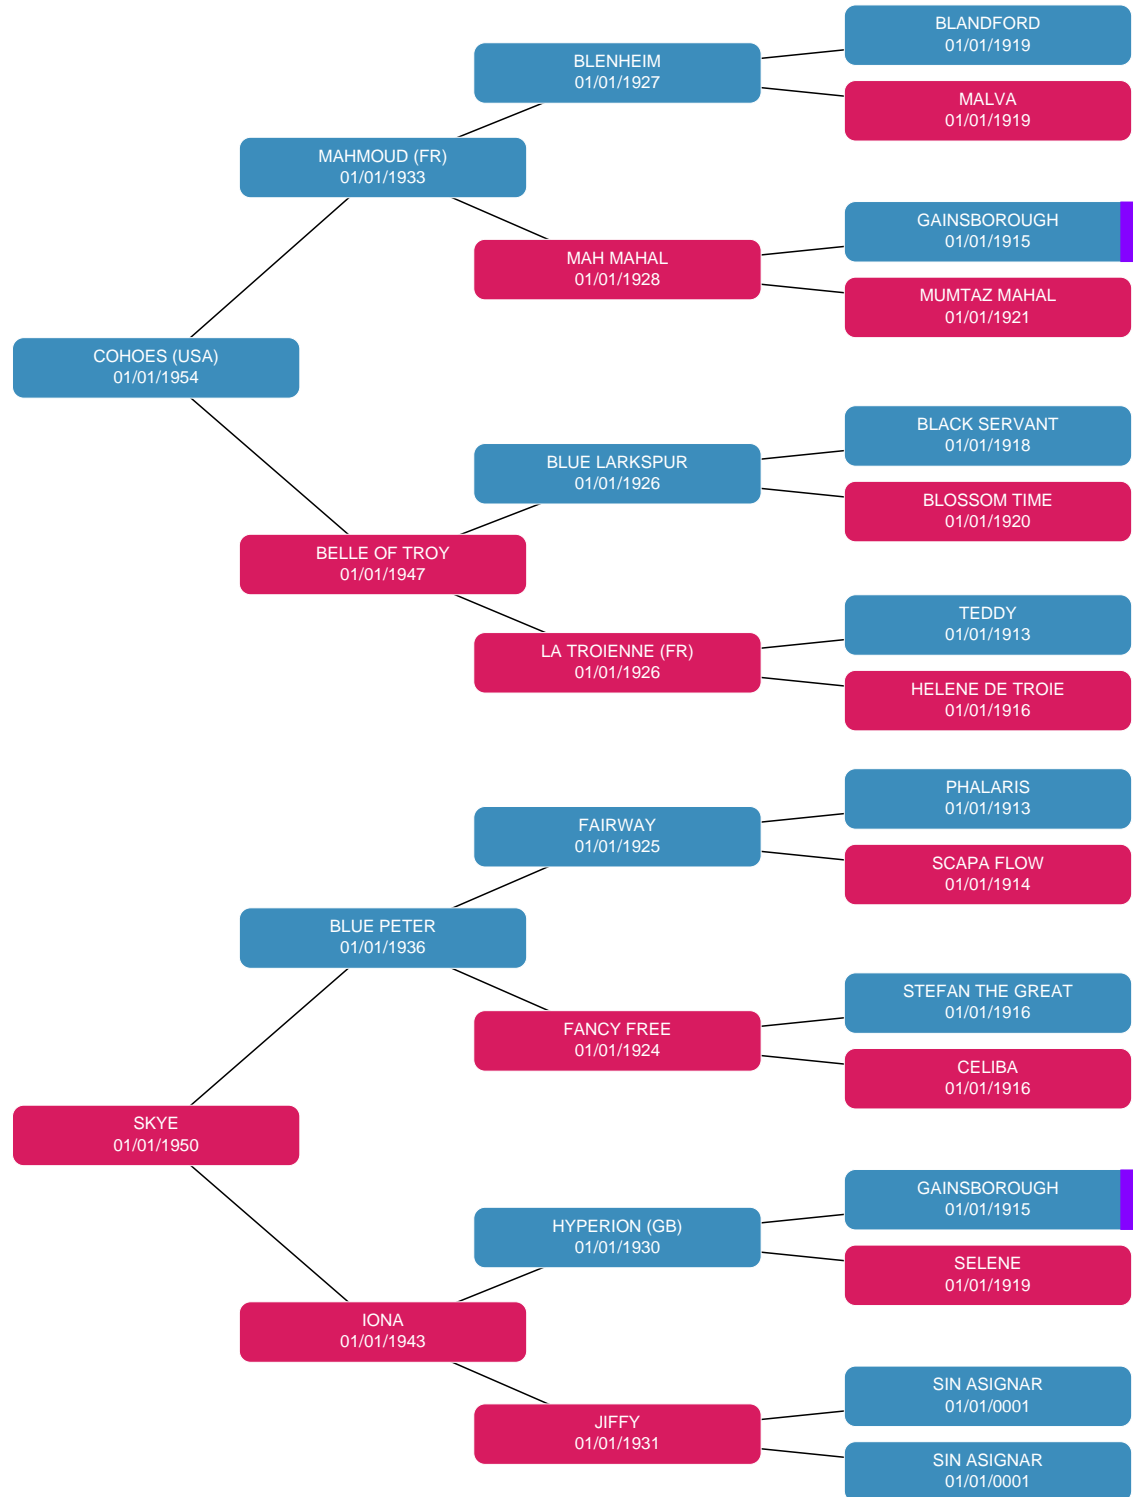 BLANDFORD
01/01/1919
BLENHEIM
01/01/1927
MALVA
01/01/1919
MAHMOUD (FR)
01/01/1933
GAINSBOROUGH
01/01/1915
MAH MAHAL
01/01/1928
MUMTAZ MAHAL
01/01/1921
COHOES (USA)
01/01/1954
BLACK SERVANT
01/01/1918
BLUE LARKSPUR
01/01/1926
BLOSSOM TIME
01/01/1920
BELLE OF TROY
01/01/1947
TEDDY
01/01/1913
LA TROIENNE (FR)
01/01/1926
HELENE DE TROIE
01/01/1916
PHALARIS
01/01/1913
FAIRWAY
01/01/1925
SCAPA FLOW
01/01/1914
BLUE PETER
01/01/1936
STEFAN THE GREAT
01/01/1916
FANCY FREE
01/01/1924
CELIBA
01/01/1916
SKYE
01/01/1950
GAINSBOROUGH
01/01/1915
HYPERION (GB)
01/01/1930
SELENE
01/01/1919
IONA
01/01/1943
SIN ASIGNAR
01/01/0001
JIFFY
01/01/1931
SIN ASIGNAR
01/01/0001